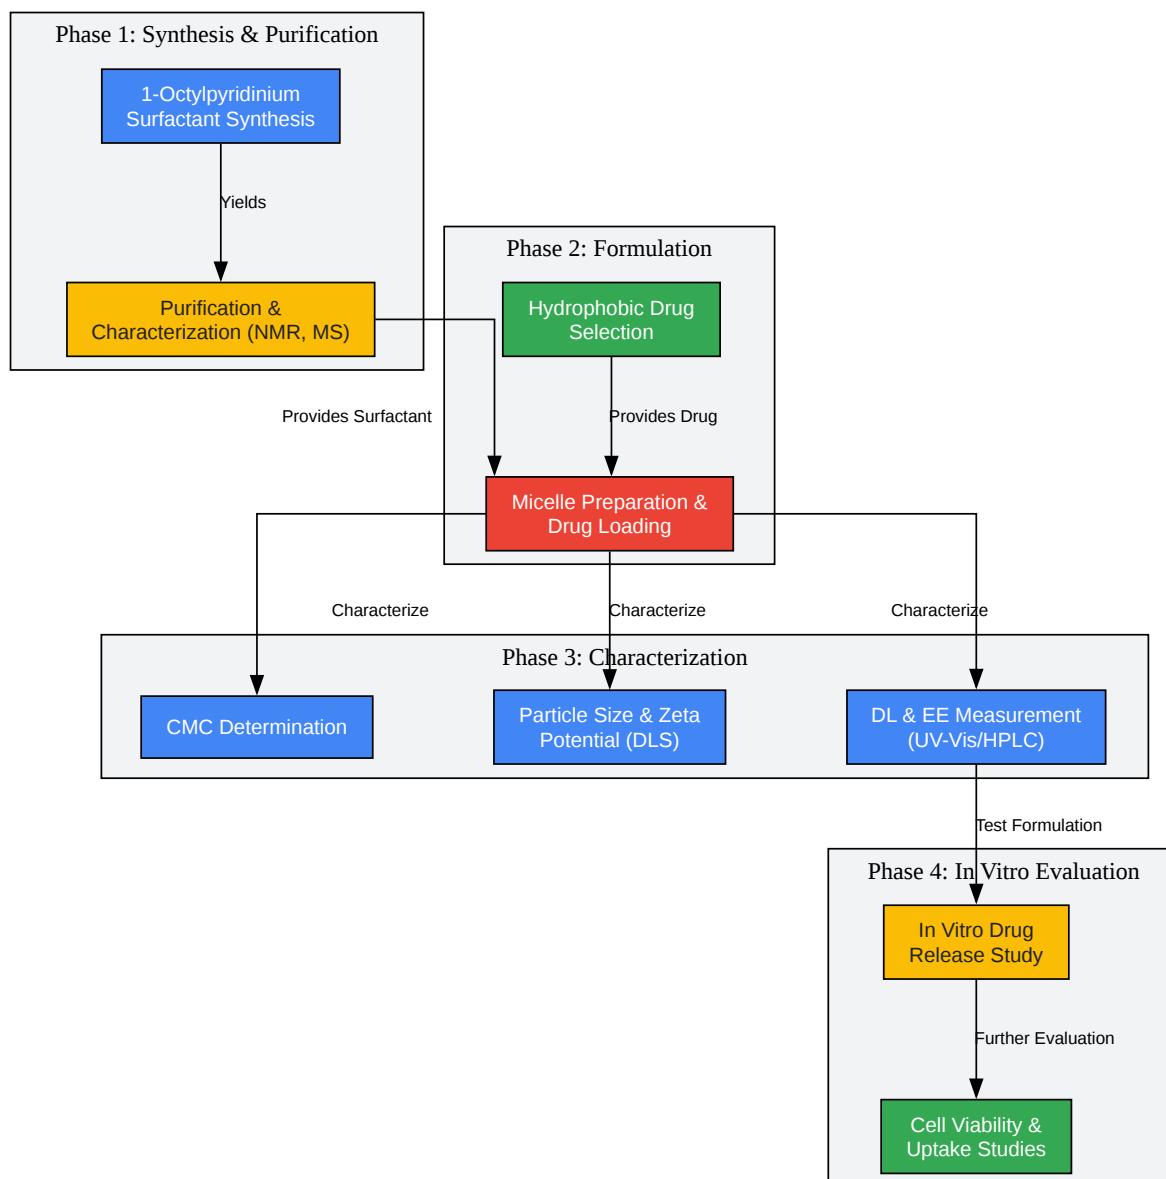 Phase 1: Synthesis & Purification
1-Octylpyridinium
Surfactant Synthesis
Yields
Purification &
Characterization (NMR, MS)
Phase 2: Formulation
Hydrophobic Drug
Selection
Provides Surfactant
Provides Drug
Micelle Preparation &
Drug Loading
Characterize
Characterize
Characterize
Phase 3: Characterization
CMC Determination
Particle Size & Zeta
Potential (DLS)
DL & EE Measurement
(UV-Vis/HPLC)
Test Formulation
Phase 4: In Vitro Evaluation
In Vitro Drug
Release Study
Further Evaluation
Cell Viability &
Uptake Studies